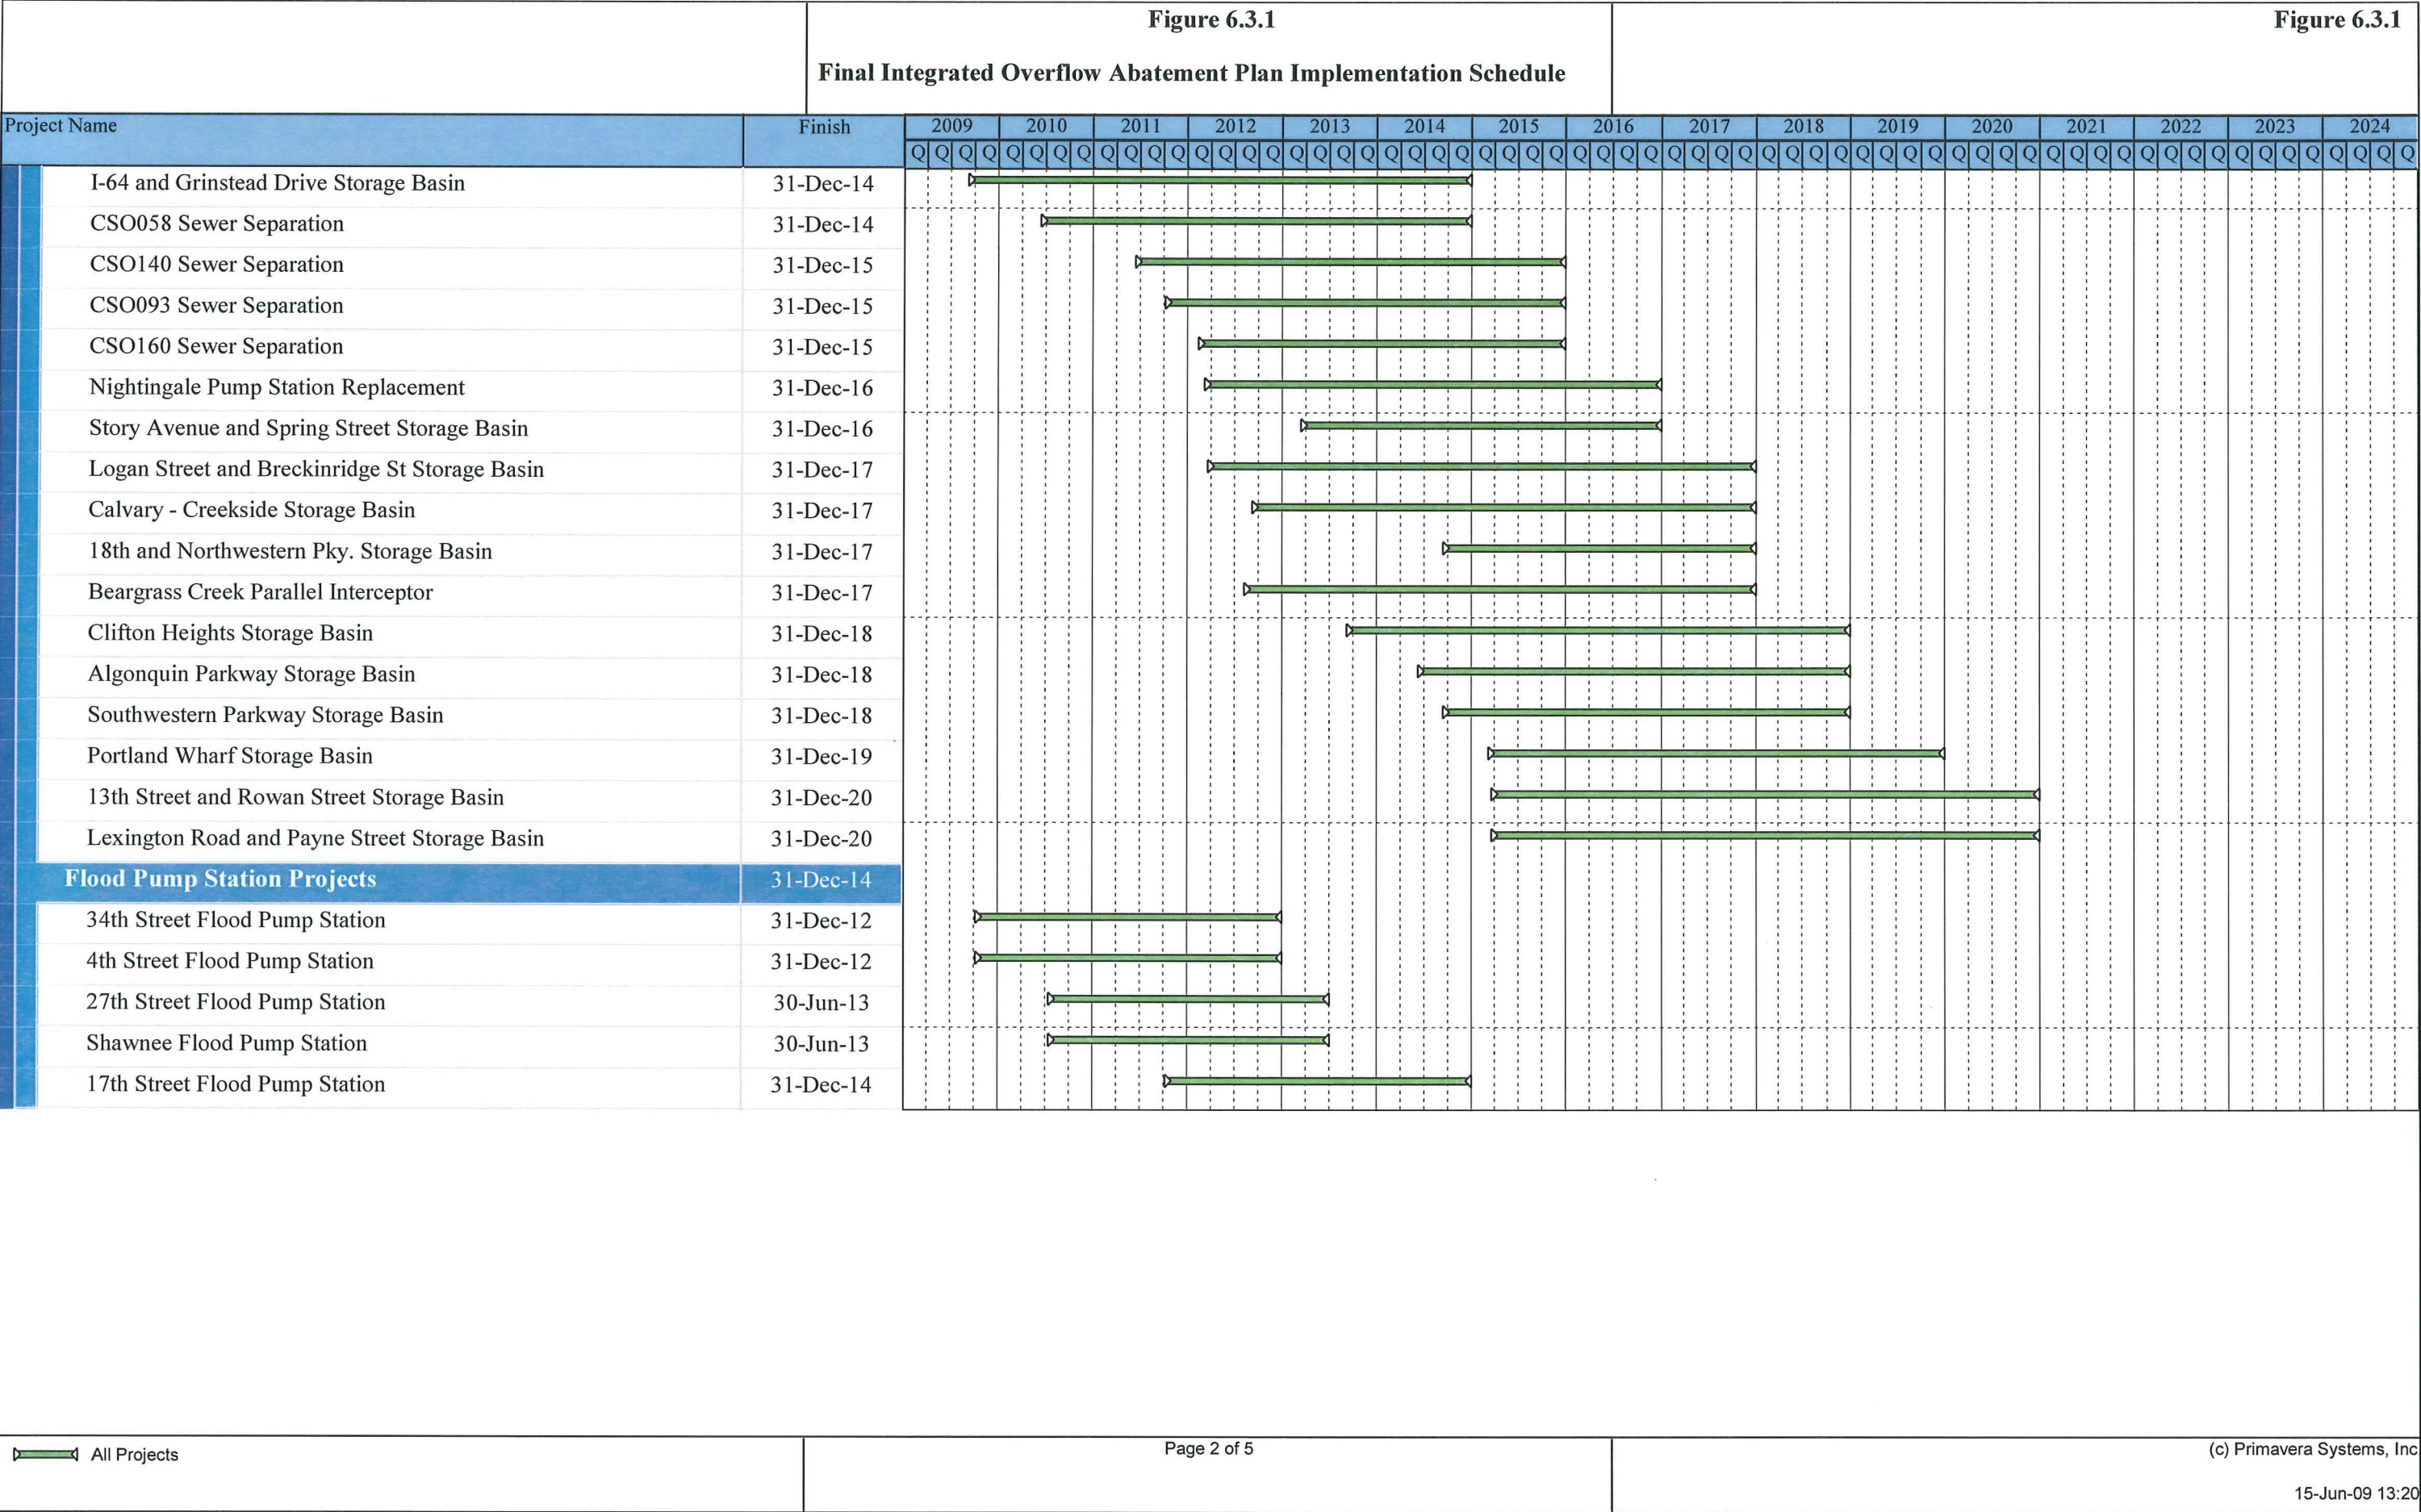 Figure 6.3.1
Figure 6.3.1
Final Integrated Overflow Abatement Plan Implementation Schedule
Project Name Finish 2009 2010 2011 2012 2013 2014 2015 2016 2017 2018 2019 2020 2021 2022 2023 2024
Q Q Q Q Q Q Q Q Q Q Q Q Q Q Q Q Q Q Q Q Q Q Q Q Q Q Q Q Q Q Q Q Q Q Q Q Q Q Q Q Q Q Q Q Q Q Q Q Q Q Q Q Q Q Q Q Q Q Q Q Q Q Q Q
I-64 and Grinstead Drive Storage Basin 31-Dec-14
CSO058 Sewer Separation 31-Dec-14
CSO140 Sewer Separation 31-Dec-15
CSO093 Sewer Separation 31-Dec-15
CSO160 Sewer Separation 31-Dec-15
Nightingale Pump Station Replacement 31-Dec-16
Story Avenue and Spring Street Storage Basin 31-Dec-16
Logan Street and Breckinridge St Storage Basin 31-Dec-17
Calvary - Creekside Storage Basin 31-Dec-17
18th and Northwestern Pky. Storage Basin 31-Dec-17
Beargrass Creek Parallel Interceptor 31-Dec-17
Clifton Heights Storage Basin 31-Dec-18
Algonquin Parkway Storage Basin 31-Dec-18
Southwestern Parkway Storage Basin 31-Dec-18
Portland Wharf Storage Basin 31-Dec-19
13th Street and Rowan Street Storage Basin 31-Dec-20
Lexington Road and Payne Street Storage Basin 31-Dec-20
Flood Pump Station Projects 31-Dec-14
34th Street Flood Pump Station 31-Dec-12
4th Street Flood Pump Station 31-Dec-12
27th Street Flood Pump Station 30-Jun-13
Shawnee Flood Pump Station 30-Jun-13
17th Street Flood Pump Station 31-Dec-14
All Projects
Page 2 of 5
(c) Primavera Systems, Inc
15-Jun-09 13:20